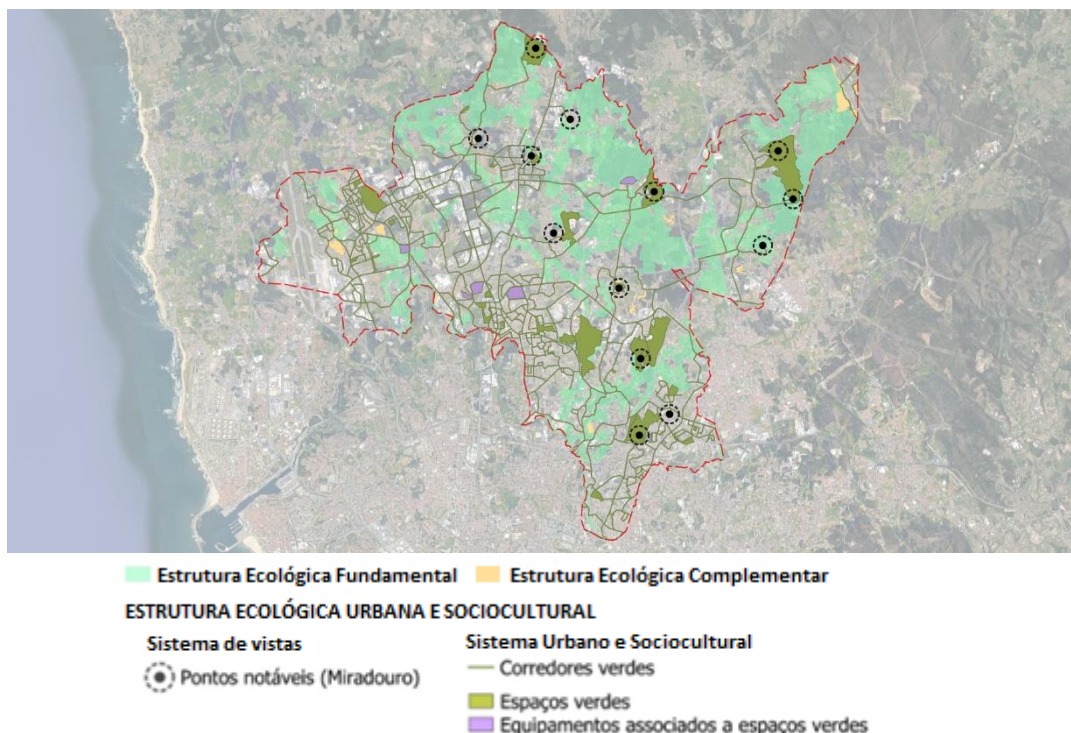 Estrutura Ecológica Fundamental Estrutura Ecológica Complementar
ESTRUTURA ECOLÓGICA URBANA E SOCIOCULTURAL
Sistema de vistas
Pontos notáveis (Miradouro)
Sistema Urbano e Sociocultural
Corredores verdes
Espaços verdes
Equipamentos associados a espaços verdes